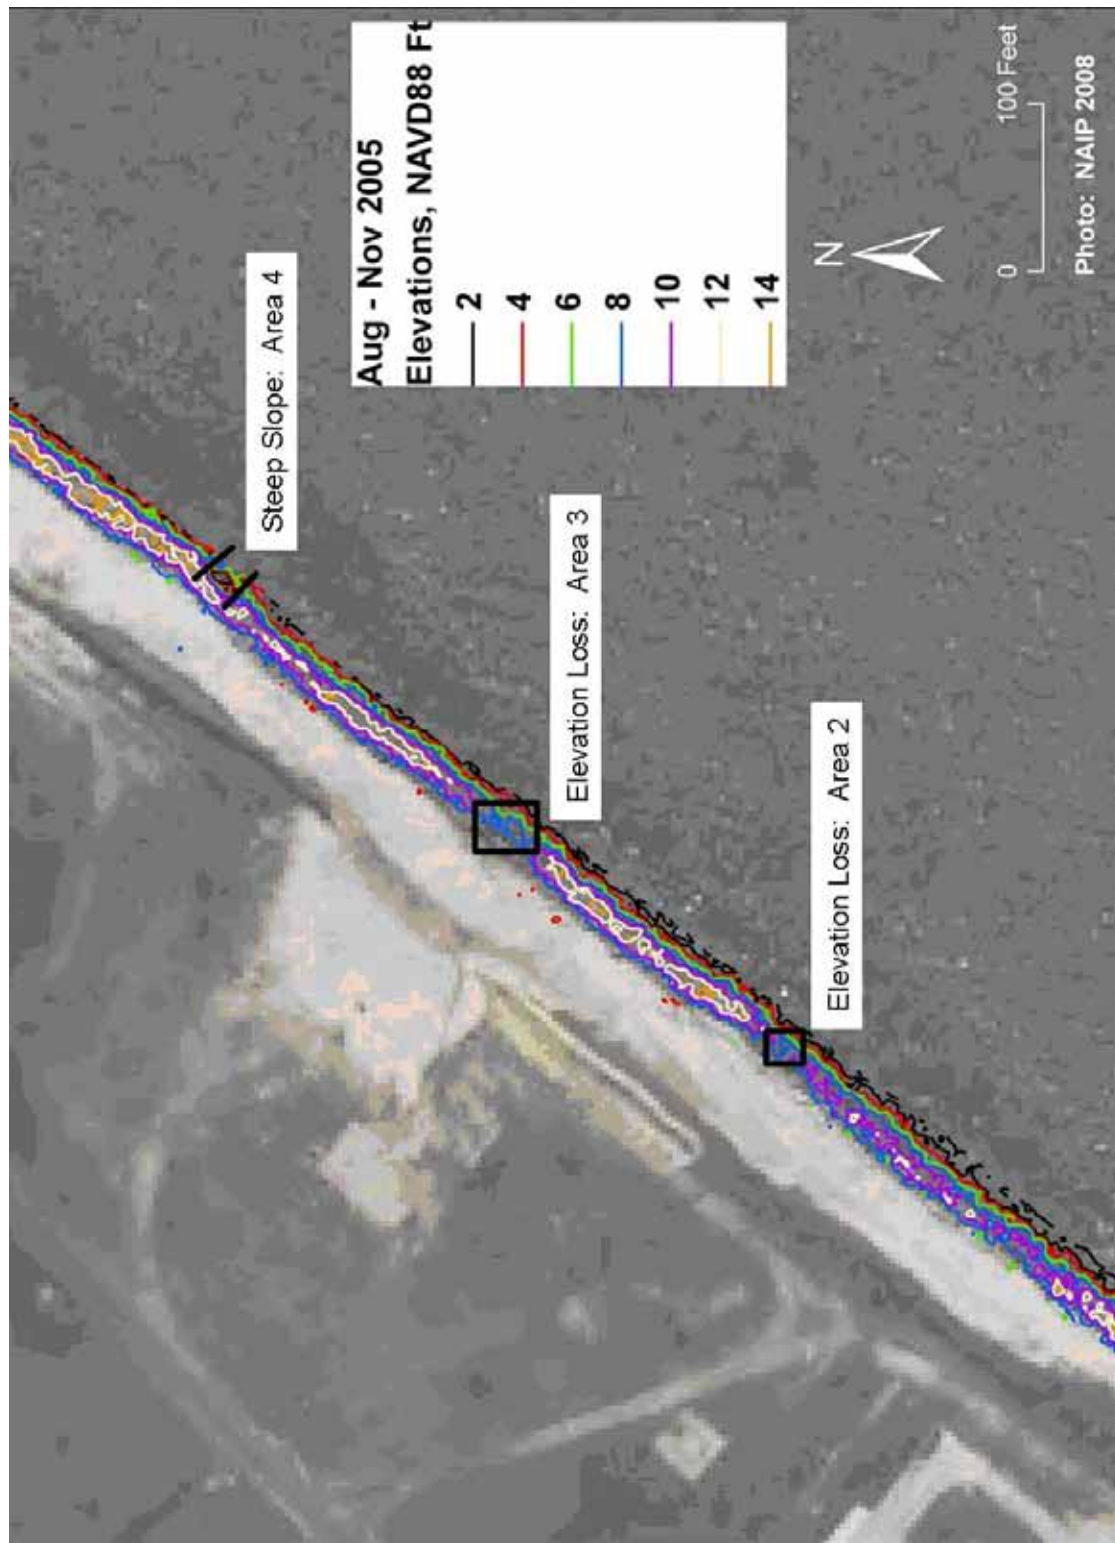 Steep Slope: Area 4
Elevation Loss: Area 3
Elevation Loss: Area 2
Aug - Nov 2005
Elevations, NAVD88 Ft
2
4
6
8
10
12
14
N
0 100 Feet
Photo: NAIP 2008